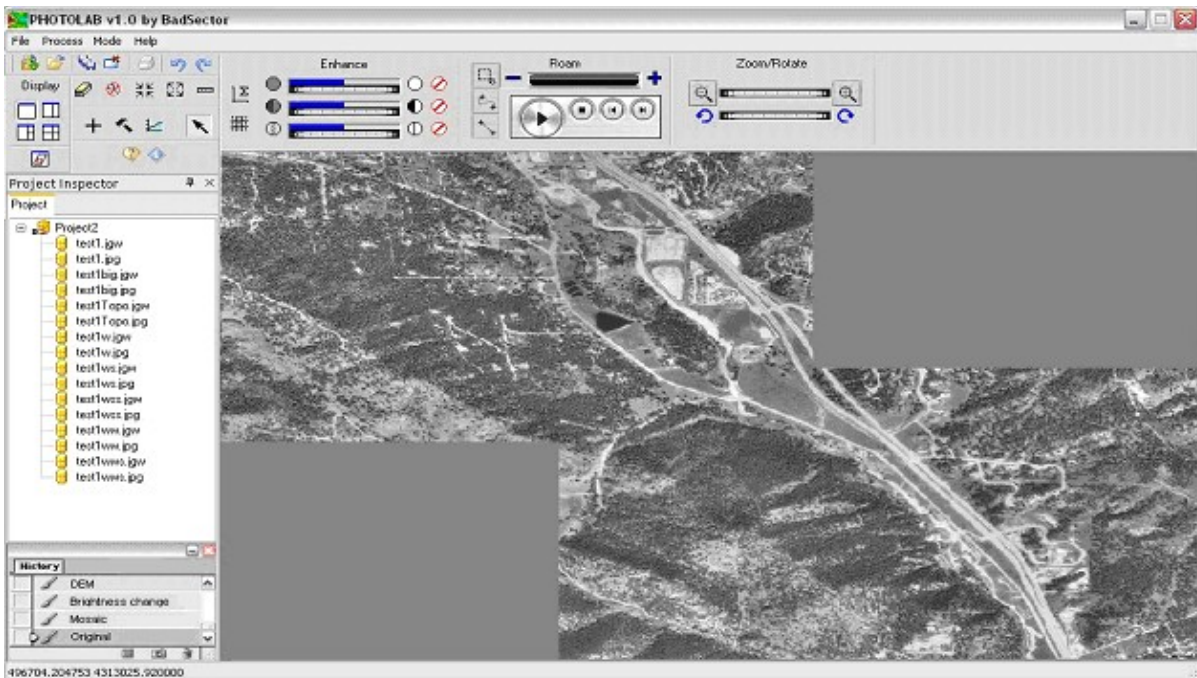 PHOTOLAB v1.0 by BadSector
File Process Mode Help
Display
Enhance
Roam
Zoom/Rotate
Project Inspector
Project
Project2
test1.jgw
test1.jpg
test1big.jgw
test1big.jpg
test1Topo.jgw
test1Topo.jpg
test1w.jgw
test1w.jpg
test1ws.jgw
test1ws.jpg
test1wss.jgw
test1wss.jpg
test1ww.jgw
test1ww.jpg
test1wws.jgw
test1wws.jpg
History
DEM
Brightness change
Mosaic
Original
496704.204753 4313025.920000